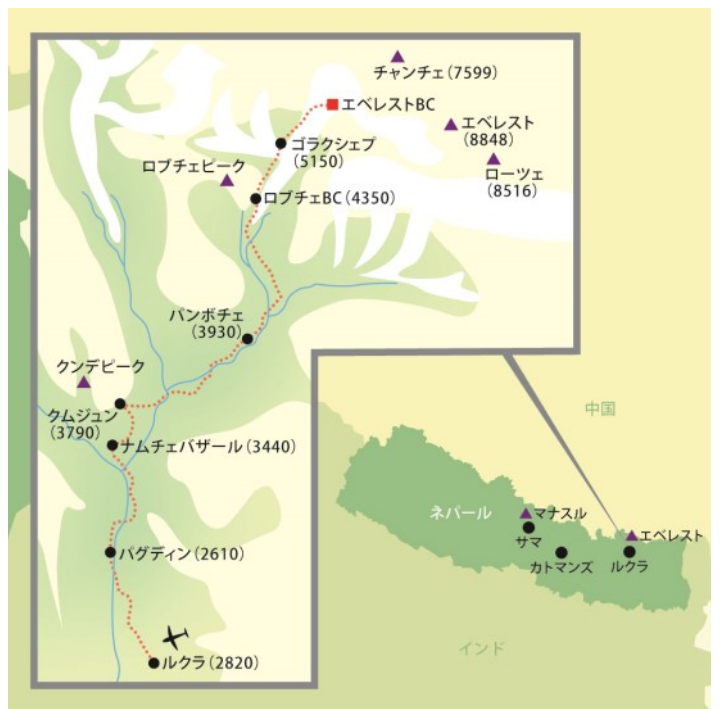 チャンチェ(7599)
エベレストBC
エベレスト
(8848)
ゴラクシェプ
(5150)
ローツェ
(8516)
ロブチェピーク
ロブチェBC(4350)
パンボチェ
(3930)
クンデピーク
クムジュン
(3790)
ナムチェバザール(3440)
パグディン(2610)
ルクラ(2820)
中国
ネパール
マナスル
サマ
カトマンズ
エベレスト
ルクラ
インド